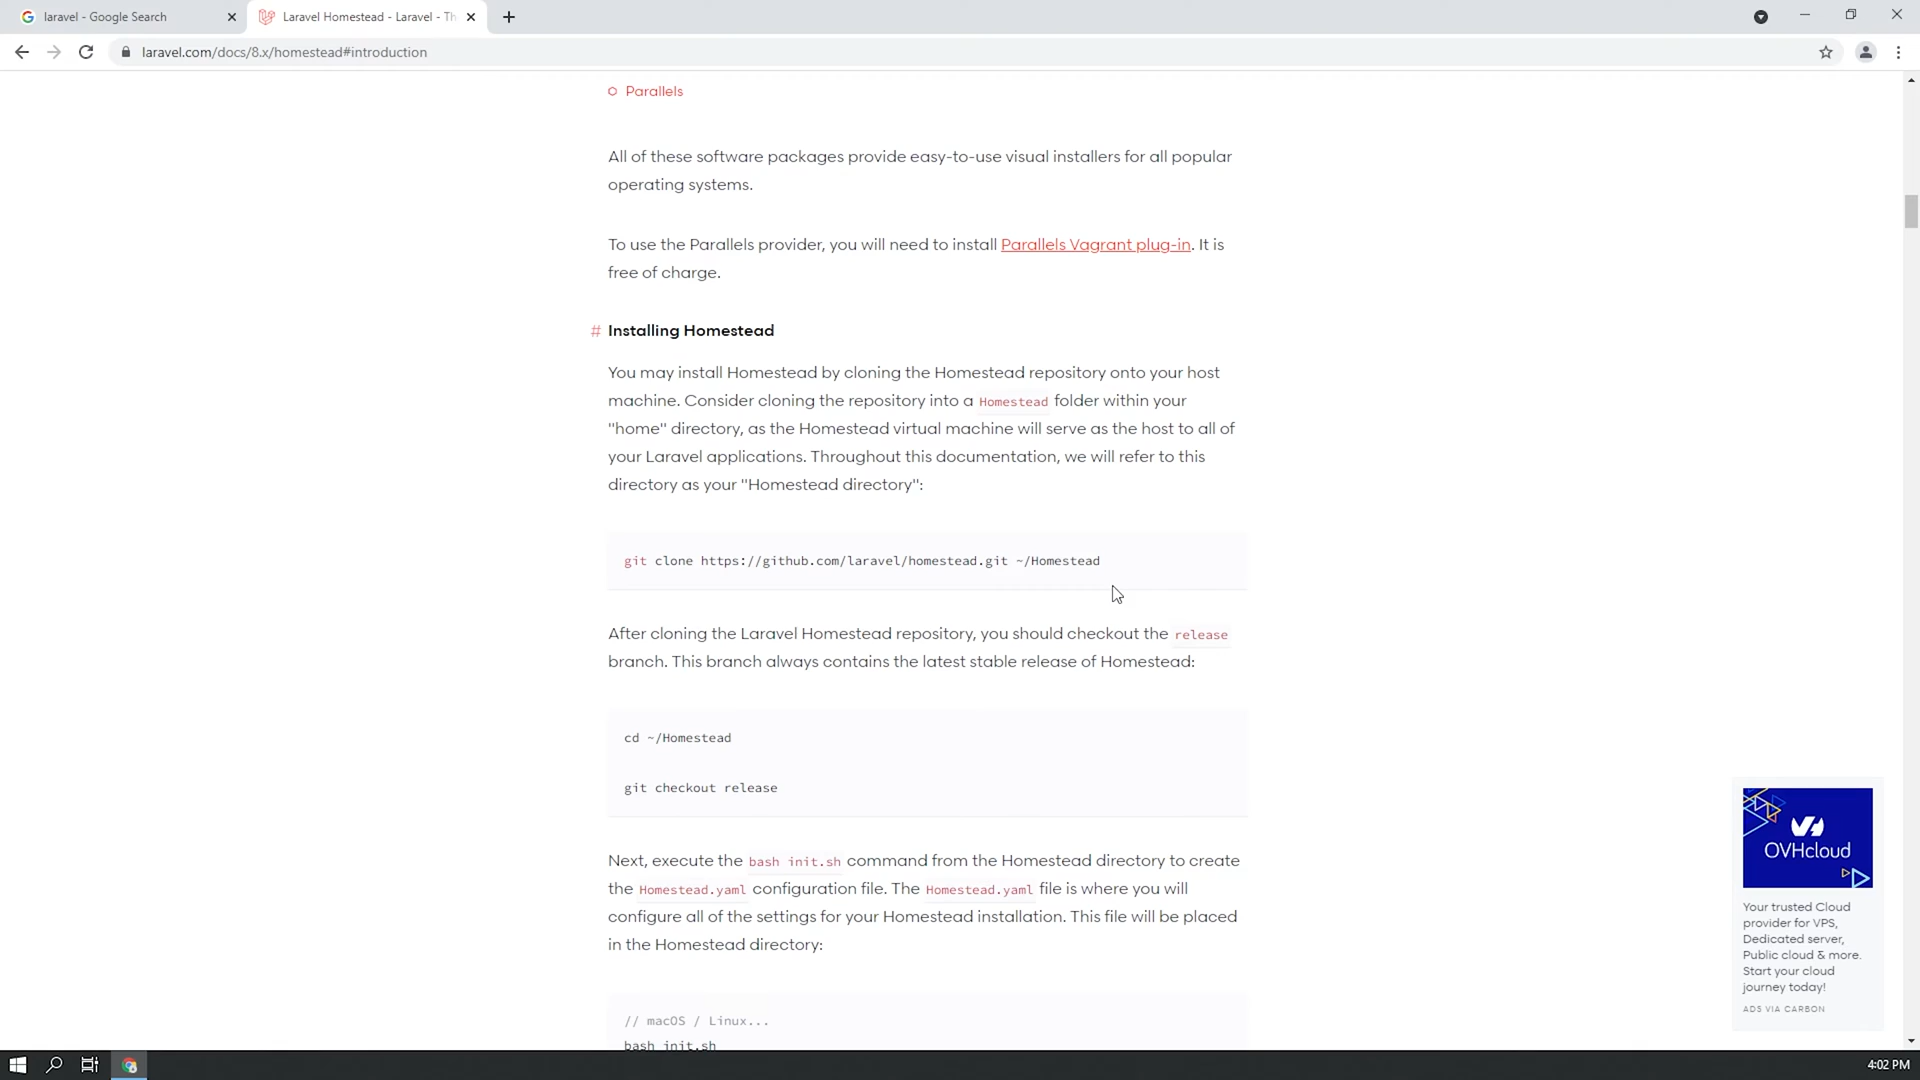 laravel - Google Search
Laravel Homestead - Laravel - Th
laravel.com/docs/8.x/homestead#introduction
Parallels
All of these software packages provide easy-to-use visual installers for all popular
operating systems.
To use the Parallels provider, you will need to install Parallels Vagrant plug-in. It is
free of charge.
# Installing Homestead
You may install Homestead by cloning the Homestead repository onto your host
machine. Consider cloning the repository into a Homestead folder within your
"home" directory, as the Homestead virtual machine will serve as the host to all of
your Laravel applications. Throughout this documentation, we will refer to this
directory as your "Homestead directory":
git clone https://github.com/laravel/homestead.git ~/Homestead
After cloning the Laravel Homestead repository, you should checkout the release
branch. This branch always contains the latest stable release of Homestead:
cd ~/Homestead
git checkout release
Next, execute the bash init.sh command from the Homestead directory to create
the Homestead.yaml configuration file. The Homestead.yaml file is where you will
configure all of the settings for your Homestead installation. This file will be placed
in the Homestead directory:
// macOS / Linux...
bash init.sh
OVHcloud
Your trusted Cloud
provider for VPS,
Dedicated server,
Public cloud & more.
Start your cloud
journey today!
ADS VIA CARBON
4:02 PM